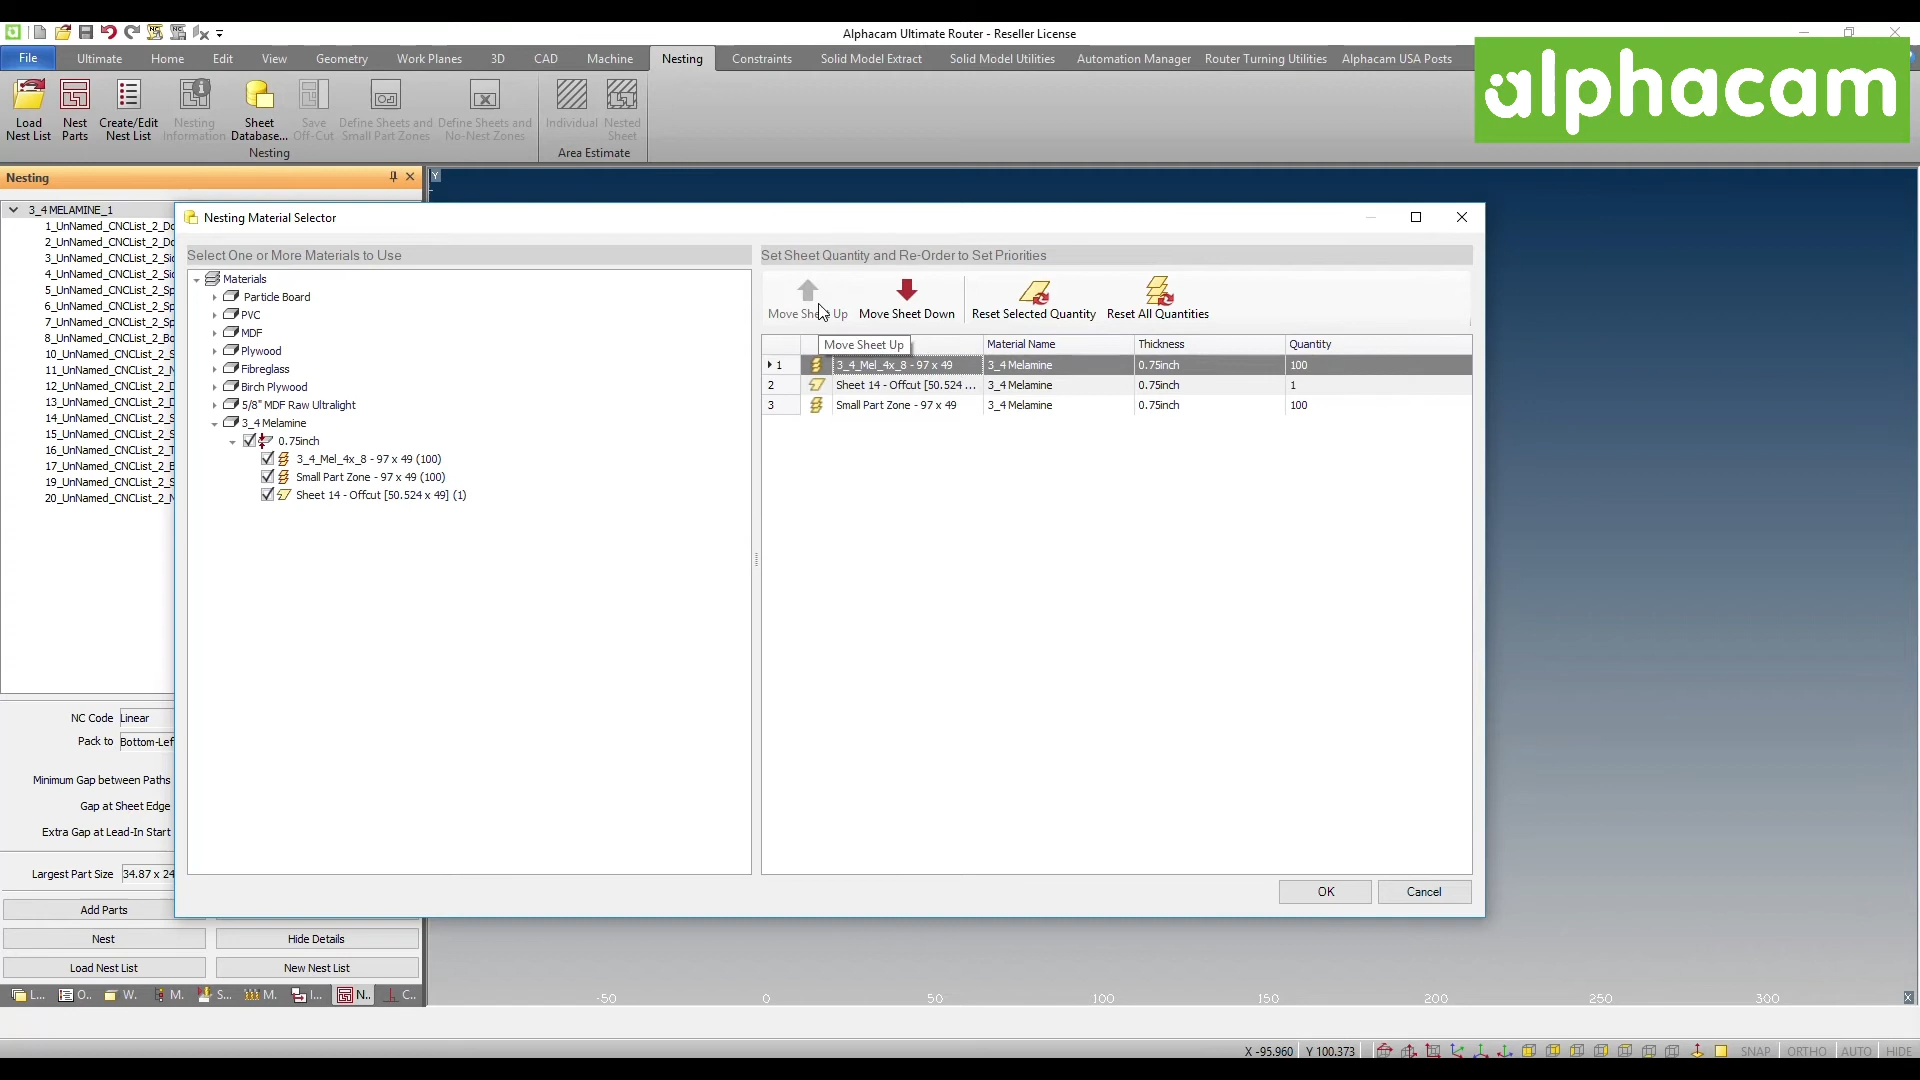 Alphacam Ultimate Router - Reseller License
File Ultimate Home Edit View Geometry Work Planes 3D CAD Machine Nesting Constraints Solid Model Extract Solid Model Utilities Automation Manager Router Turning Utilities Alphacam USA Posts
alphacam
Load Nest Create/Edit Nesting Sheet Save Define Sheets and Define Sheets and Individual Nested
Nest List Parts Nest List Information Database... Off-Cut Small Part Zones No-Nest Zones Sheet
Nesting Area Estimate
Nesting
Y
3_4 MELAMINE_1
1_UnNamed_CNCList_2_Do
2_UnNamed_CNCList_2_Do
3_UnNamed_CNCList_2_Sid
4_UnNamed_CNCList_2_Sid
5_UnNamed_CNCList_2_Sp
6_UnNamed_CNCList_2_Sp
7_UnNamed_CNCList_2_Sp
8_UnNamed_CNCList_2_Bo
10_UnNamed_CNCList_2_S
11_UnNamed_CNCList_2_N
12_UnNamed_CNCList_2_D
13_UnNamed_CNCList_2_D
14_UnNamed_CNCList_2_S
15_UnNamed_CNCList_2_S
16_UnNamed_CNCList_2_T
17_UnNamed_CNCList_2_B
19_UnNamed_CNCList_2_S
20_UnNamed_CNCList_2_N
Nesting Material Selector
Select One or More Materials to Use
Materials
Particle Board
PVC
MDF
Plywood
Fibreglass
Birch Plywood
5/8" MDF Raw Ultralight
3_4 Melamine
0.75inch
3_4_Mel_4x_8 - 97 x 49 (100)
Small Part Zone - 97 x 49 (100)
Sheet 14 - Offcut [50.524 x 49] (1)
Set Sheet Quantity and Re-Order to Set Priorities
Move Sheet Up Move Sheet Down Reset Selected Quantity Reset All Quantities
Move Sheet Up
Material Name Thickness Quantity
1 3_4_Mel_4x_8 - 97 x 49 3_4 Melamine 0.75inch 100
2 Sheet 14 - Offcut [50.524 ... 3_4 Melamine 0.75inch 1
3 Small Part Zone - 97 x 49 3_4 Melamine 0.75inch 100
OK Cancel
NC Code Linear
Pack to Bottom-Lef
Minimum Gap between Paths
Gap at Sheet Edge
Extra Gap at Lead-In Start
Largest Part Size 34.87 x 24
Add Parts
Nest Hide Details
Load Nest List New Nest List
L... O.. W. M. S... M. I... N.. C..
-50 0 50 100 150 200 250 300 X
X -95.960 Y 100.373 SNAP ORTHO AUTO HIDE